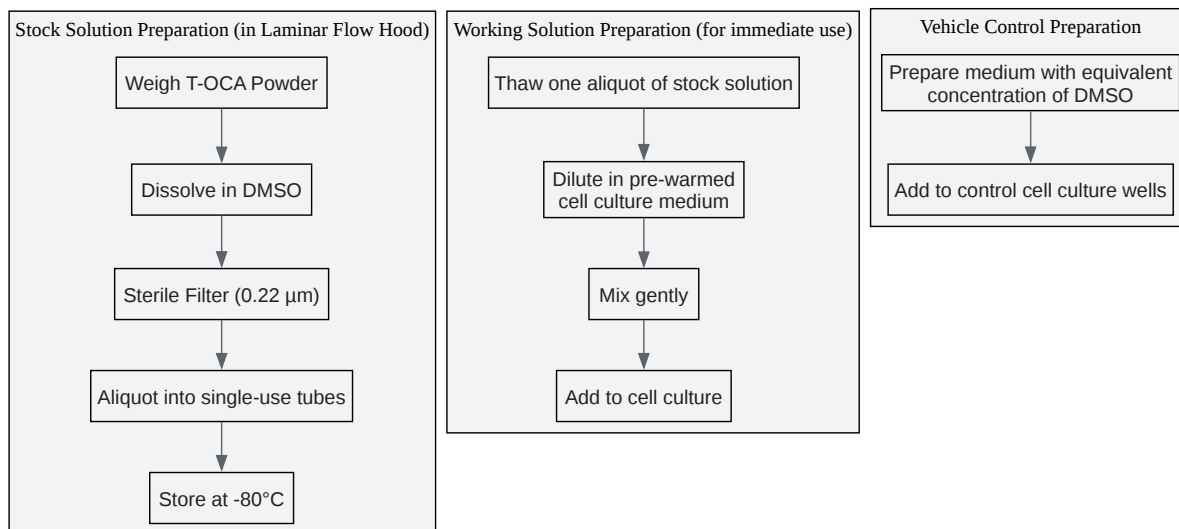 Stock Solution Preparation (in Laminar Flow Hood)
Weigh T-OCA Powder
Dissolve in DMSO
Sterile Filter (0.22 µm)
Aliquot into single-use tubes
Store at -80°C
Working Solution Preparation (for immediate use)
Thaw one aliquot of stock solution
Dilute in pre-warmed
cell culture medium
Mix gently
Add to cell culture
Vehicle Control Preparation
Prepare medium with equivalent
concentration of DMSO
Add to control cell culture wells